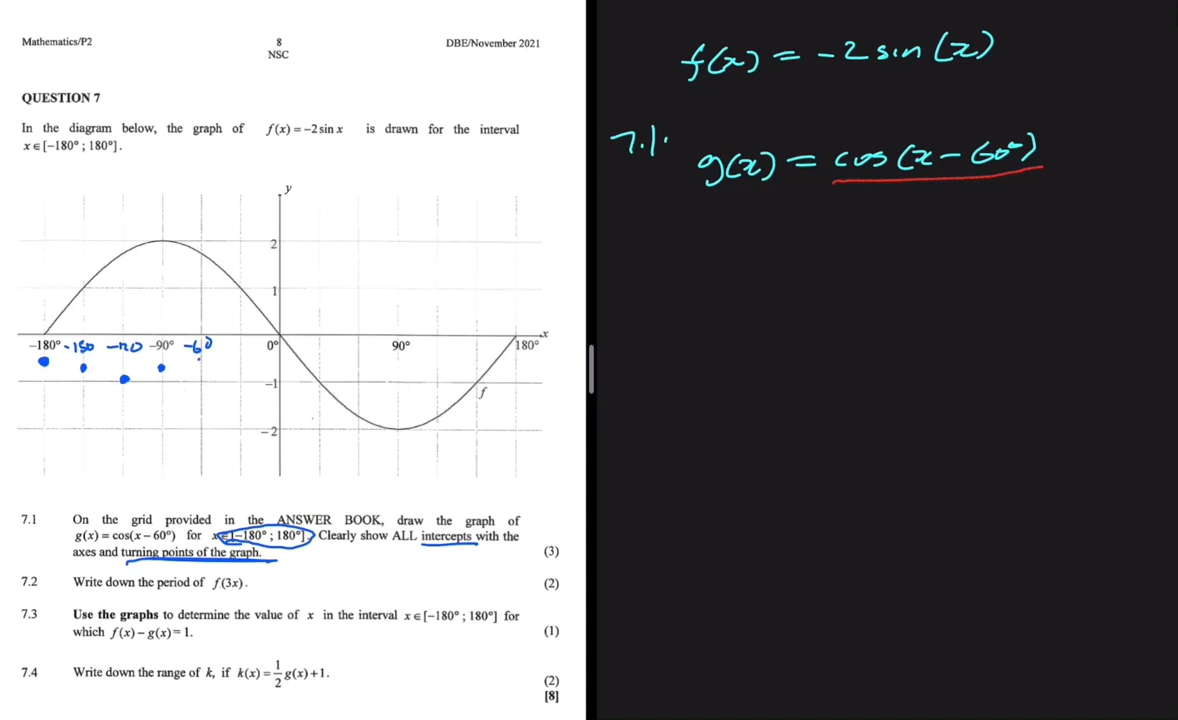 Mathematics/P2 8 DBE/November 2021
NSC
QUESTION 7
In the diagram below, the graph of f(x) = −2 sin x is drawn for the interval
x ∈ [−180° ; 180°].
y
2
1
x
−180° -150 -120 −90° -60 0° 90° 180°
−1
f
−2
7.1 On the grid provided in the ANSWER BOOK, draw the graph of
g(x) = cos(x − 60°) for x ∈ [−180° ; 180°]. Clearly show ALL intercepts with the
axes and turning points of the graph. (3)
7.2 Write down the period of f(3x). (2)
7.3 Use the graphs to determine the value of x in the interval x ∈ [−180° ; 180°] for
which f(x) − g(x) = 1. (1)
7.4 Write down the range of k, if k(x) = 1/2 g(x) + 1. (2)
[8]
f(x) = -2 sin (x)
7.1. g(x) = cos (x - 60°)